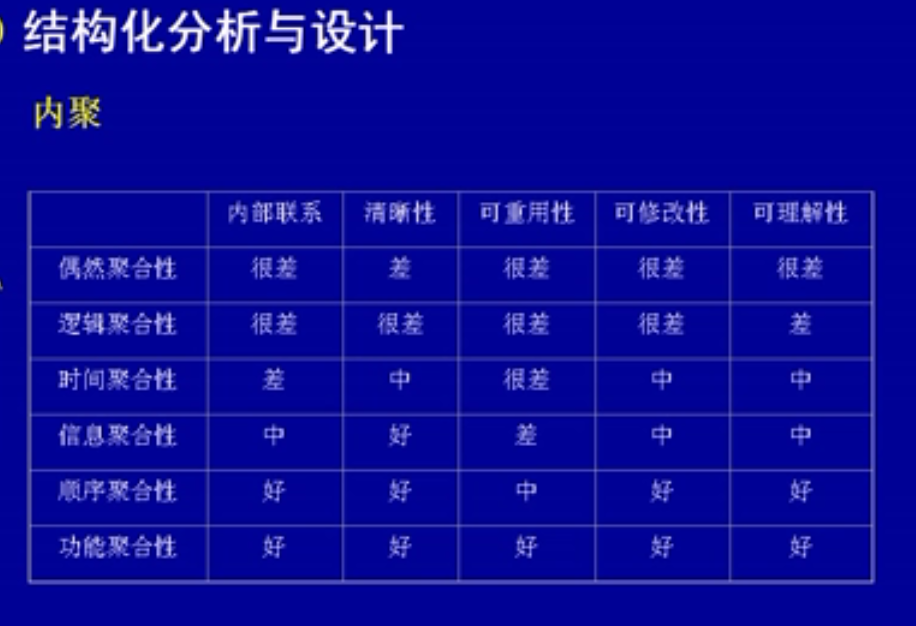 结构化分析与设计
内聚
内部联系 清晰性 可重用性 可修改性 可理解性
偶然聚合性 很差 差 很差 很差 很差
逻辑聚合性 很差 很差 很差 很差 差
时间聚合性 差 中 很差 中 中
信息聚合性 中 好 差 中 中
顺序聚合性 好 好 中 好 好
功能聚合性 好 好 好 好 好